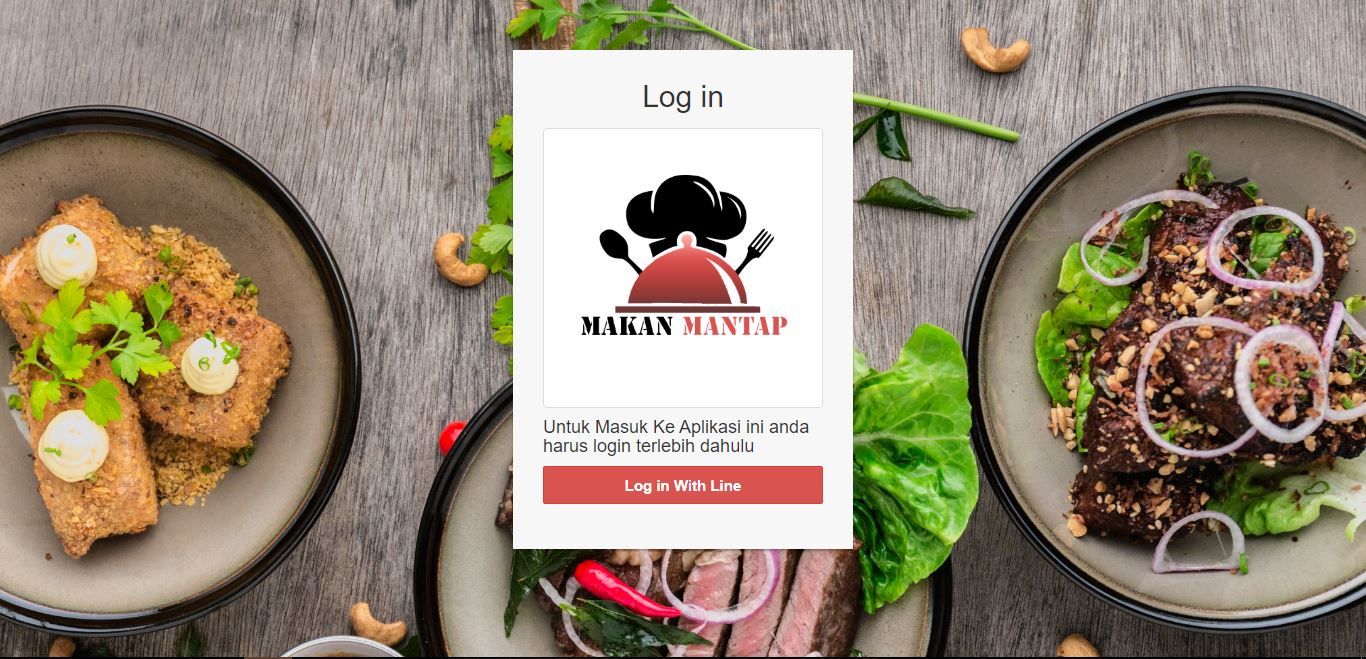 Log in
MAKAN MANTAP
Untuk Masuk Ke Aplikasi ini anda
harus login terlebih dahulu
Log in With Line